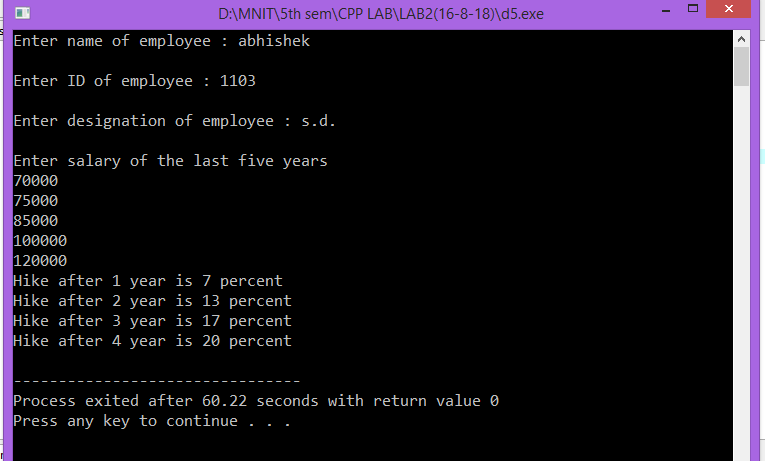 D:\MNIT\5th sem\CPP LAB\LAB2(16-8-18)\d5.exe
Enter name of employee : abhishek
Enter ID of employee : 1103
Enter designation of employee : s.d.
Enter salary of the last five years
70000
75000
85000
100000
120000
Hike after 1 year is 7 percent
Hike after 2 year is 13 percent
Hike after 3 year is 17 percent
Hike after 4 year is 20 percent
--------------------------------
Process exited after 60.22 seconds with return value 0
Press any key to continue . . .